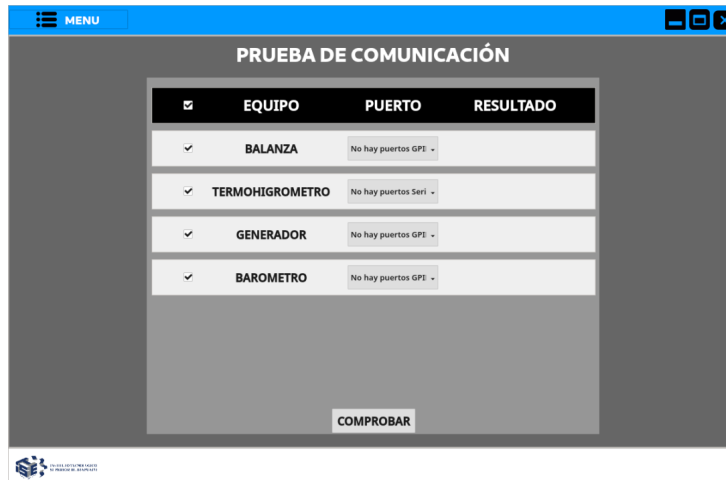 MENU
PRUEBA DE COMUNICACIÓN
EQUIPO PUERTO RESULTADO
BALANZA No hay puertos GPI
TERMOHIGROMETRO No hay puertos Seri
GENERADOR No hay puertos GPI
BAROMETRO No hay puertos GPI
COMPROBAR